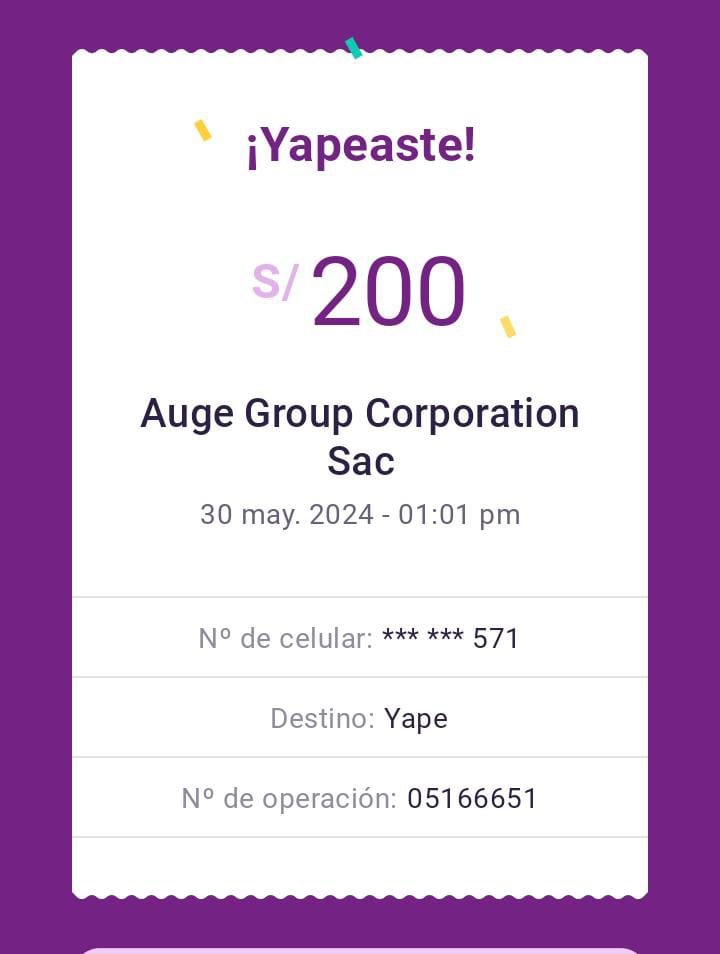 ¡Yapeaste!
S/ 200
Auge Group Corporation
Sac
30 may. 2024 - 01:01 pm
Nº de celular: *** *** 571
Destino: Yape
Nº de operación: 05166651